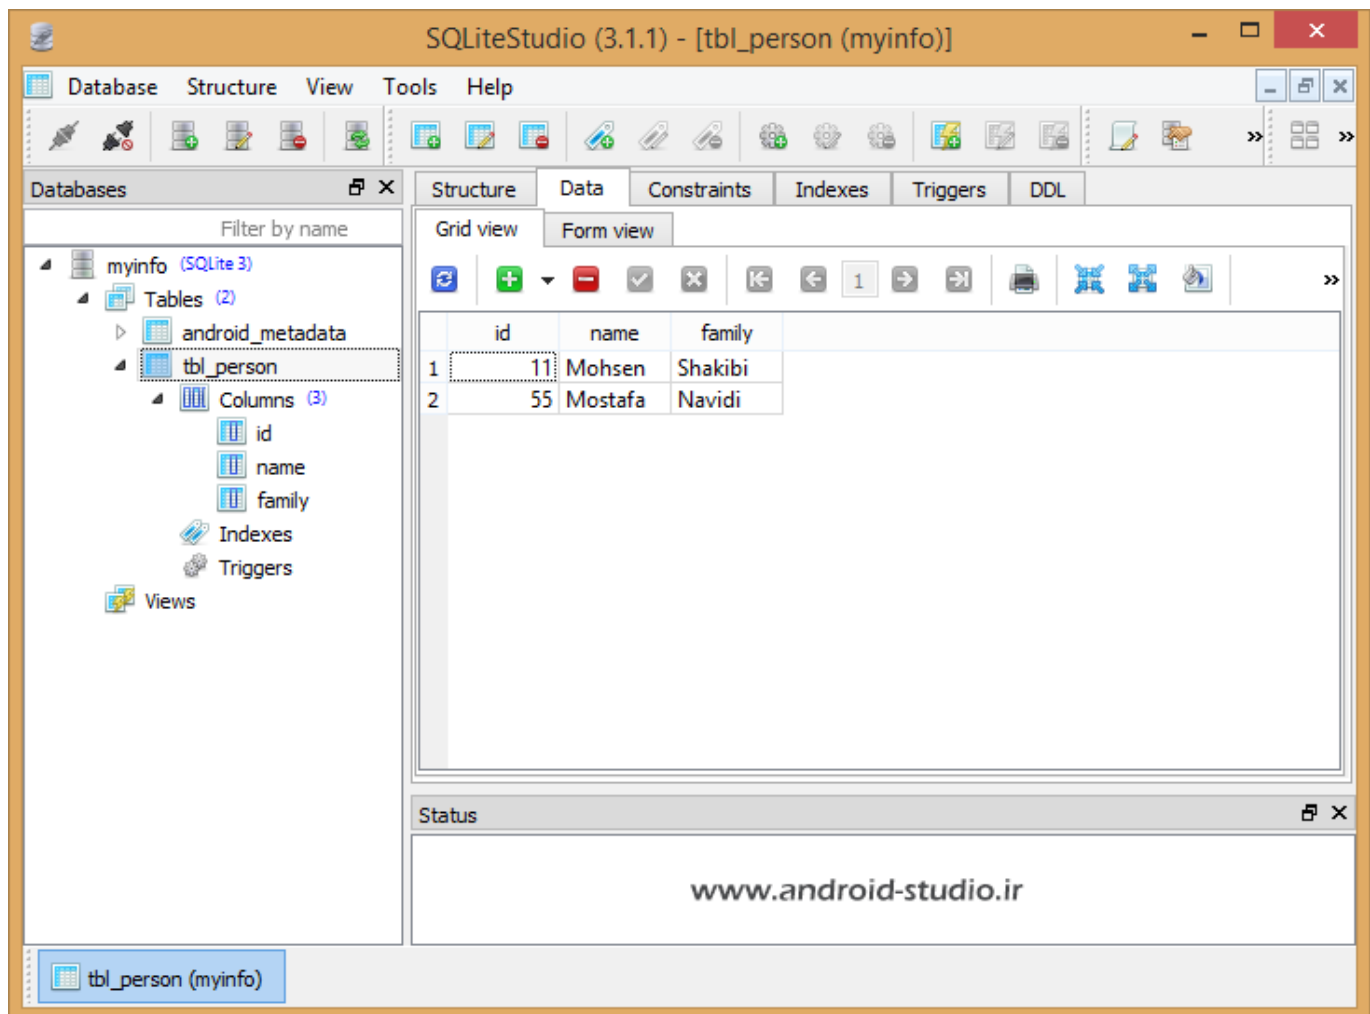 SQLiteStudio (3.1.1) - [tbl_person (myinfo)]
Database Structure View Tools Help
Databases
Filter by name
myinfo (SQLite 3)
Tables (2)
android_metadata
tbl_person
Columns (3)
id
name
family
Indexes
Triggers
Views
Structure Data Constraints Indexes Triggers DDL
Grid view Form view
1
id name family
1 11 Mohsen Shakibi
2 55 Mostafa Navidi
Status
www.android-studio.ir
tbl_person (myinfo)